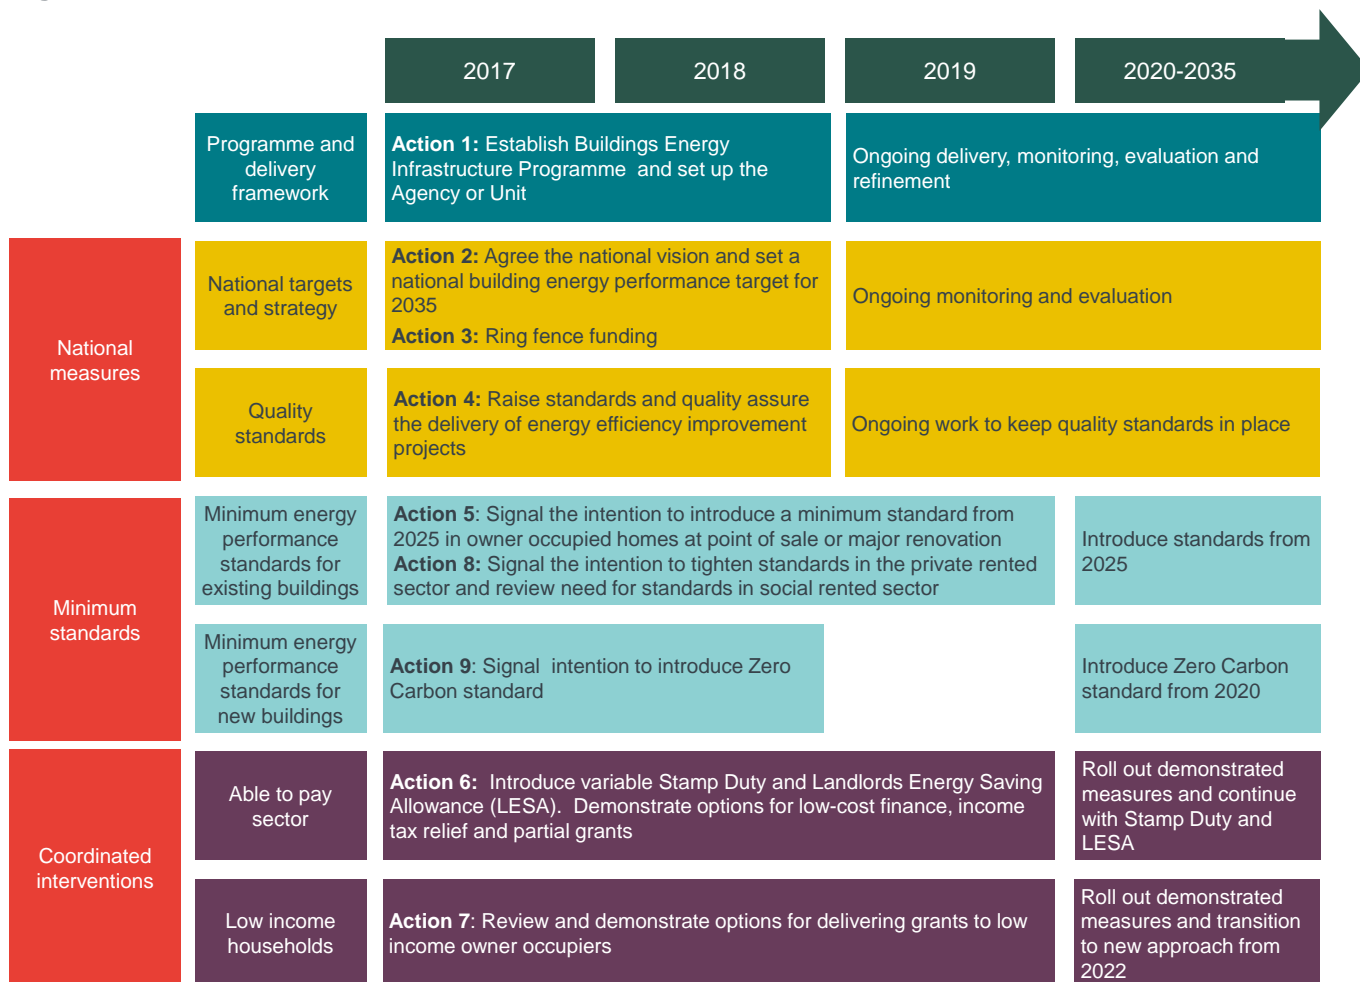 2017
2018
2019
2020-2035
Programme and
delivery
framework
Action 1: Establish Buildings Energy
Infrastructure Programme and set up the
Agency or Unit
Ongoing delivery, monitoring, evaluation and
refinement
National
measures
National targets
and strategy
Action 2: Agree the national vision and set a
national building energy performance target for
2035
Action 3: Ring fence funding
Ongoing monitoring and evaluation
Quality
standards
Action 4: Raise standards and quality assure
the delivery of energy efficiency improvement
projects
Ongoing work to keep quality standards in place
Minimum
standards
Minimum energy
performance
standards for
existing buildings
Action 5: Signal the intention to introduce a minimum standard from
2025 in owner occupied homes at point of sale or major renovation
Action 8: Signal the intention to tighten standards in the private rented
sector and review need for standards in social rented sector
Introduce standards from
2025
Minimum energy
performance
standards for
new buildings
Action 9: Signal intention to introduce Zero
Carbon standard
Introduce Zero Carbon
standard from 2020
Coordinated
interventions
Able to pay
sector
Action 6: Introduce variable Stamp Duty and Landlords Energy Saving
Allowance (LESA). Demonstrate options for low-cost finance, income
tax relief and partial grants
Roll out demonstrated
measures and continue
with Stamp Duty and
LESA
Low income
households
Action 7: Review and demonstrate options for delivering grants to low
income owner occupiers
Roll out demonstrated
measures and transition
to new approach from
2022